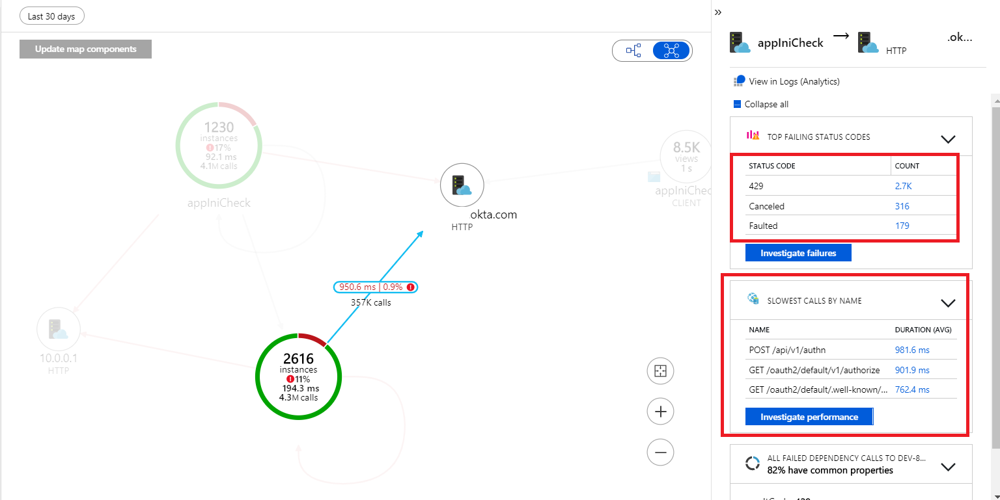 Last 30 days
Update map components
1230
instances
17%
92.1 ms
4.1M calls
appIniCheck
8.5K
views
1 s
appIniChec
CLIENT
okta.com
HTTP
950.6 ms | 0.9%
357K calls
10.0.0.1
HTTP
2616
instances
11%
194.3 ms
4.3M calls
»
appIniCheck → HTTP .ok...
View in Logs (Analytics)
Collapse all
TOP FAILING STATUS CODES
STATUS CODE COUNT
429 2.7K
Canceled 316
Faulted 179
Investigate failures
SLOWEST CALLS BY NAME
NAME DURATION (AVG)
POST /api/v1/authn 981.6 ms
GET /oauth2/default/v1/authorize 901.9 ms
GET /oauth2/default/.well-known/... 762.4 ms
Investigate performance
ALL FAILED DEPENDENCY CALLS TO DEV-8...
82% have common properties